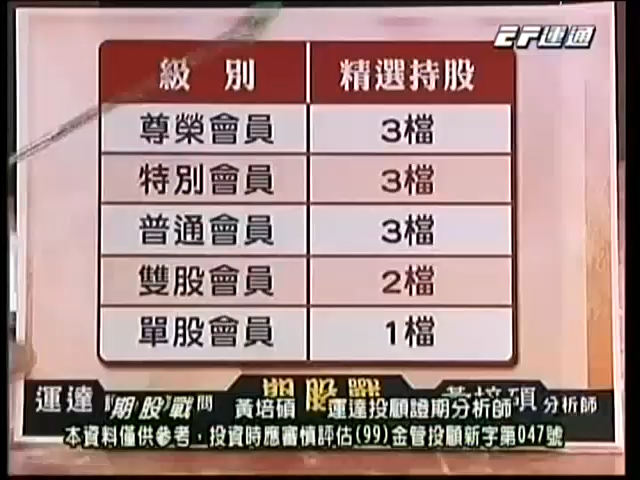 EF運通
級 別 精選持股
尊榮會員 3檔
特別會員 3檔
普通會員 3檔
雙股會員 2檔
單股會員 1檔
運達 期股戰 問 黃培碩 運達投顧證期分析師 分析師
本資料僅供參考，投資時應審慎評估(99)金管投顧新字第047號